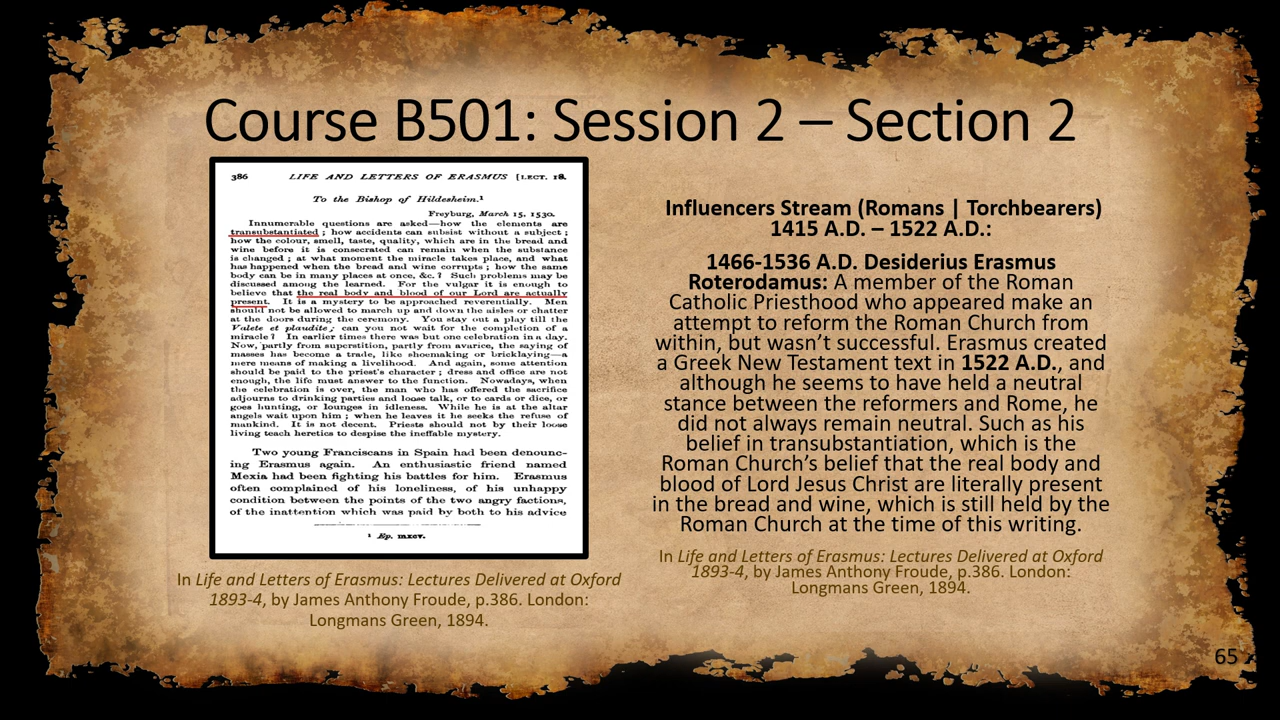 Course B501: Session 2 – Section 2
386 LIFE AND LETTERS OF ERASMUS [LECT. 18.
To the Bishop of Hildesheim.¹
Freyburg, March 15, 1530.
Innumerable questions are asked—how the elements are
transubstantiated ; how accidents can subsist without a subject ;
how the colour, smell, taste, quality, which are in the bread and
wine before it is consecrated can remain when the substance
is changed ; at what moment the miracle takes place, and what
has happened when the bread and wine corrupts ; how the same
body can be in many places at once, &c. ? Such problems may be
discussed among the learned. For the vulgar it is enough to
believe that the real body and blood of our Lord are actually
present. It is a mystery to be approached reverentially. Men
should not be allowed to march up and down the aisles or chatter
at the doors during the ceremony. You stay out a play till the
Valete et plaudite ; can you not wait for the completion of a
miracle ? In earlier times there was but one celebration in a day.
Now, partly from superstition, partly from avarice, the saying of
masses has become a trade, like shoemaking or bricklaying—a
mere means of making a livelihood. And again, some attention
should be paid to the priest's character ; dress and office are not
enough, the life must answer to the function. Nowadays, when
the celebration is over, the man who has offered the sacrifice
adjourns to drinking parties and loose talk, or to cards or dice, or
goes hunting, or lounges in idleness. While he is at the altar
angels wait upon him ; when he leaves it he seeks the refuse of
mankind. It is not decent. Priests should not by their loose
living teach heretics to despise the ineffable mystery.
Two young Franciscans in Spain had been denounc-
ing Erasmus again. An enthusiastic friend named
Mexia had been fighting his battles for him. Erasmus
often complained of his loneliness, of his unhappy
condition between the points of the two angry factions,
of the inattention which was paid by both to his advice
¹ Ep. mxcv.
In Life and Letters of Erasmus: Lectures Delivered at Oxford
1893-4, by James Anthony Froude, p.386. London:
Longmans Green, 1894.
Influencers Stream (Romans | Torchbearers)
1415 A.D. – 1522 A.D.:
1466-1536 A.D. Desiderius Erasmus
Roterodamus: A member of the Roman
Catholic Priesthood who appeared make an
attempt to reform the Roman Church from
within, but wasn't successful. Erasmus created
a Greek New Testament text in 1522 A.D., and
although he seems to have held a neutral
stance between the reformers and Rome, he
did not always remain neutral. Such as his
belief in transubstantiation, which is the
Roman Church's belief that the real body and
blood of Lord Jesus Christ are literally present
in the bread and wine, which is still held by the
Roman Church at the time of this writing.
In Life and Letters of Erasmus: Lectures Delivered at Oxford
1893-4, by James Anthony Froude, p.386. London:
Longmans Green, 1894.
65